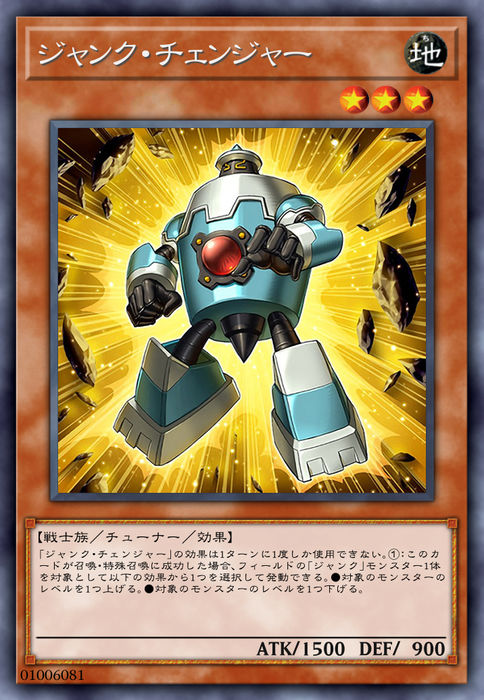 ジャンク・チェンジャー
ち
地
【戦士族／チューナー／効果】
「ジャンク・チェンジャー」の効果は1ターンに1度しか使用できない。①：このカ
ードが召喚・特殊召喚に成功した場合、フィールドの「ジャンク」モンスター1体
を対象として以下の効果から1つを選択して発動できる。●対象のモンスターの
レベルを1つ上げる。●対象のモンスターのレベルを1つ下げる。
ATK/1500 DEF/ 900
01006081